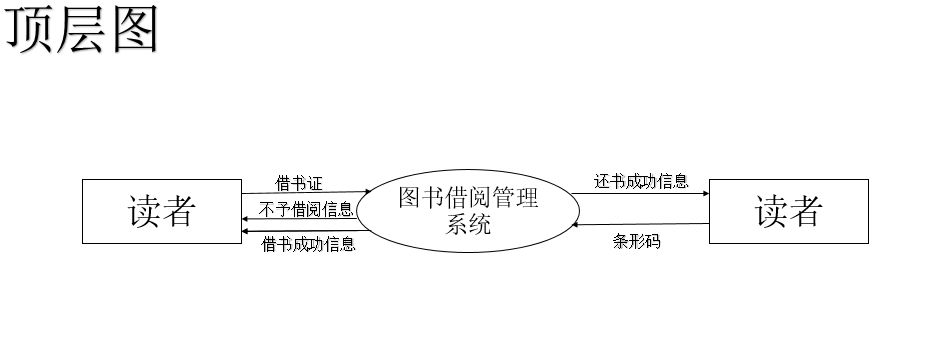 顶层图
借书证
还书成功信息
读者
不予借阅信息
图书借阅管理
系统
读者
借书成功信息
条形码